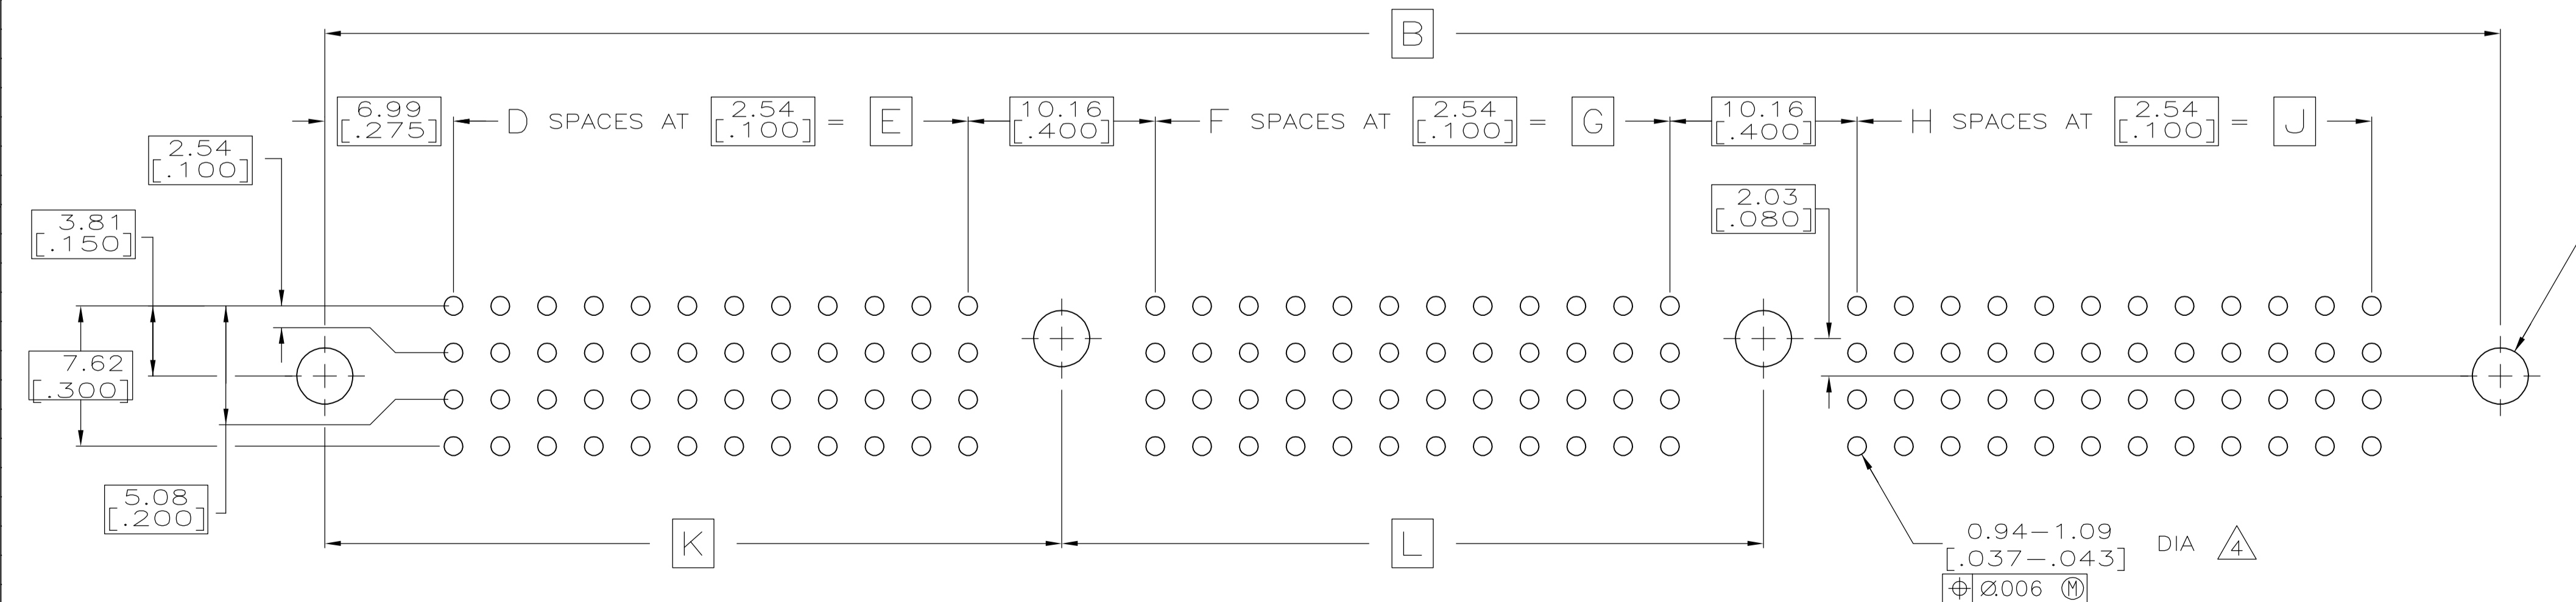 B
6.99
[.275]
D SPACES AT
2.54
[.100]
=
E
10.16
[.400]
F SPACES AT
2.54
[.100]
=
G
10.16
[.400]
H SPACES AT
2.54
[.100]
=
J
2.54
[.100]
3.81
[.150]
2.03
[.080]
7.62
[.300]
5.08
[.200]
K
L
0.94-1.09
[.037-.043]
DIA
4
⌖ Ø.006 Ⓜ